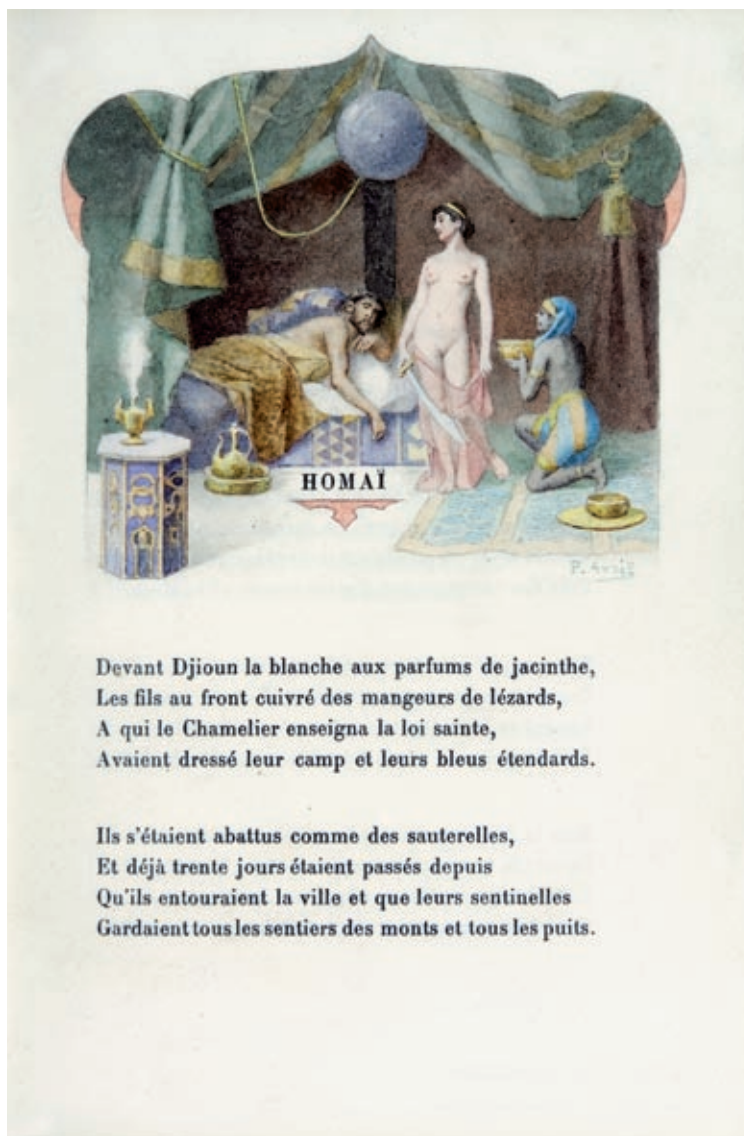 HOMAÏ
P. Avril
Devant Djioun la blanche aux parfums de jacinthe,
Les fils au front cuivré des mangeurs de lézards,
A qui le Chamelier enseigna la loi sainte,
Avaient dressé leur camp et leurs bleus étendards.
Ils s'étaient abattus comme des sauterelles,
Et déjà trente jours étaient passés depuis
Qu'ils entouraient la ville et que leurs sentinelles
Gardaient tous les sentiers des monts et tous les puits.